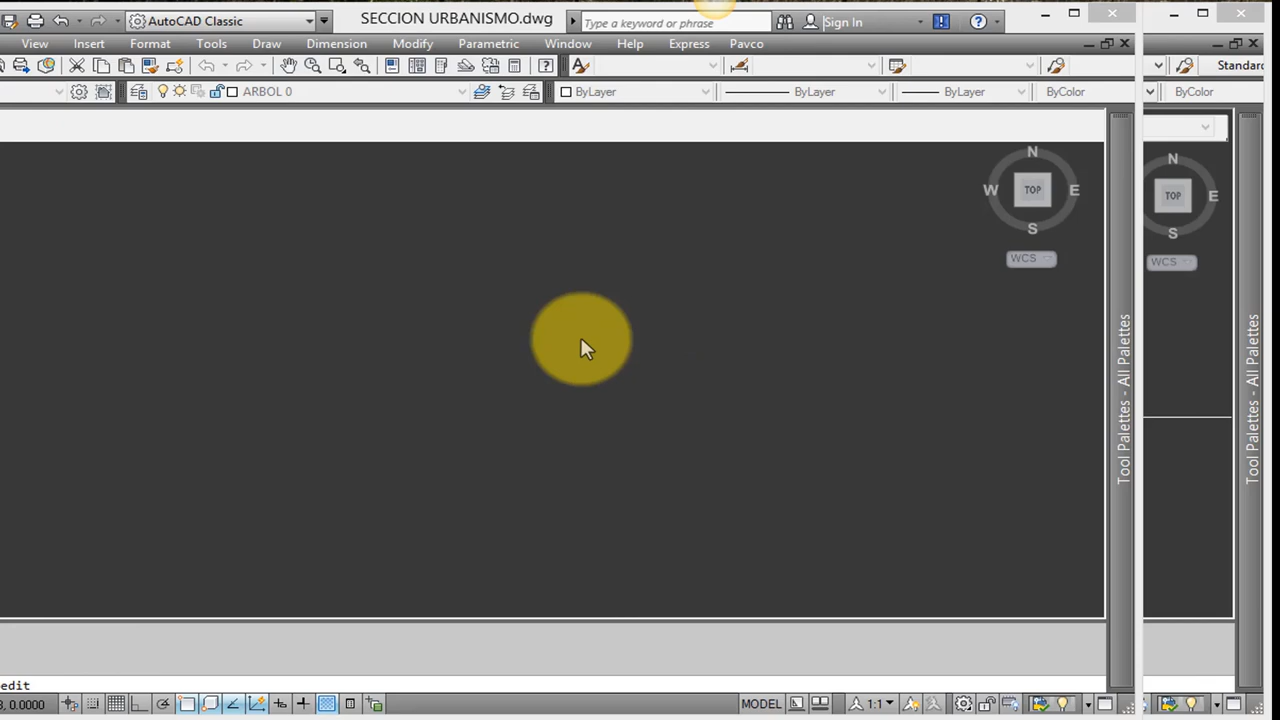 AutoCAD Classic SECCION URBANISMO.dwg Type a keyword or phrase Sign In
View Insert Format Tools Draw Dimension Modify Parametric Window Help Express Pavco
Standard
ARBOL 0 ByLayer ByLayer ByLayer ByColor ByColor
N
W TOP E
S
WCS
N
TOP E
S
WCS
Tool Palettes - All Palettes
Tool Palettes - All Palettes
edit
0.0000 MODEL 1:1